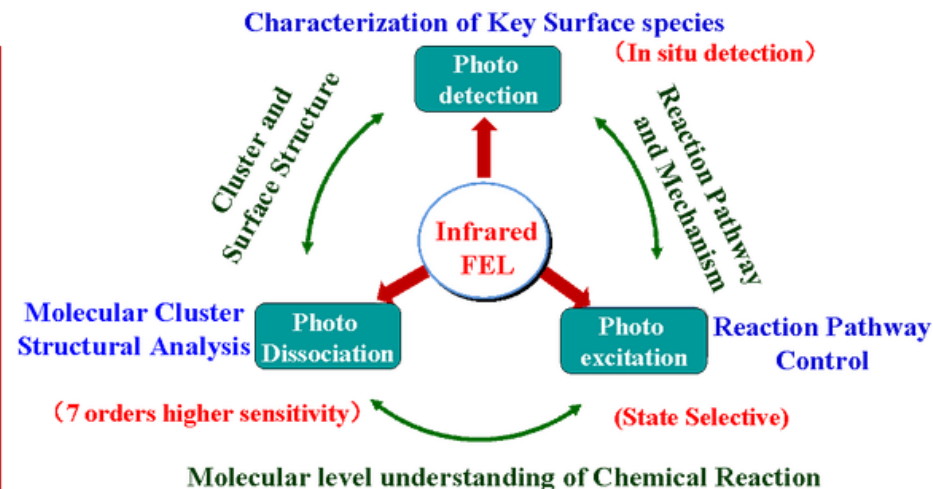 Characterization of Key Surface species
(In situ detection)
Photo
detection
Cluster and
Surface Structure
Reaction Pathway
and Mechanism
Infrared
FEL
Molecular Cluster
Structural Analysis
Photo
Dissociation
Photo
excitation
Reaction Pathway
Control
(7 orders higher sensitivity)
(State Selective)
Molecular level understanding of Chemical Reaction